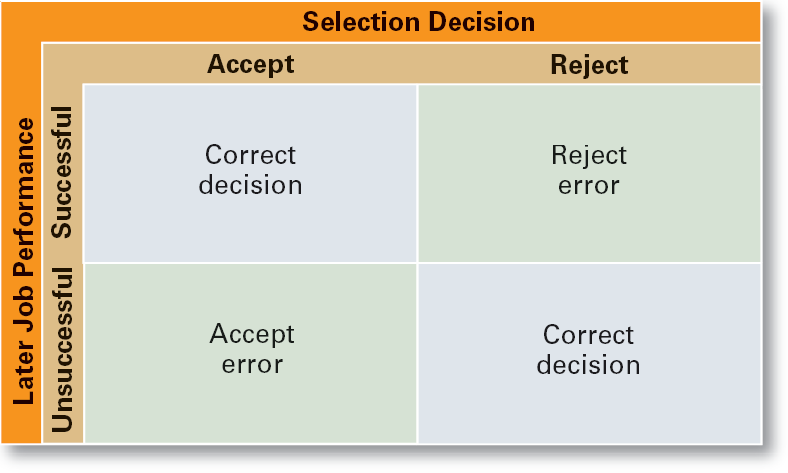 Selection Decision
Accept
Reject
Later Job Performance
Successful
Correct
decision
Reject
error
Unsuccessful
Accept
error
Correct
decision